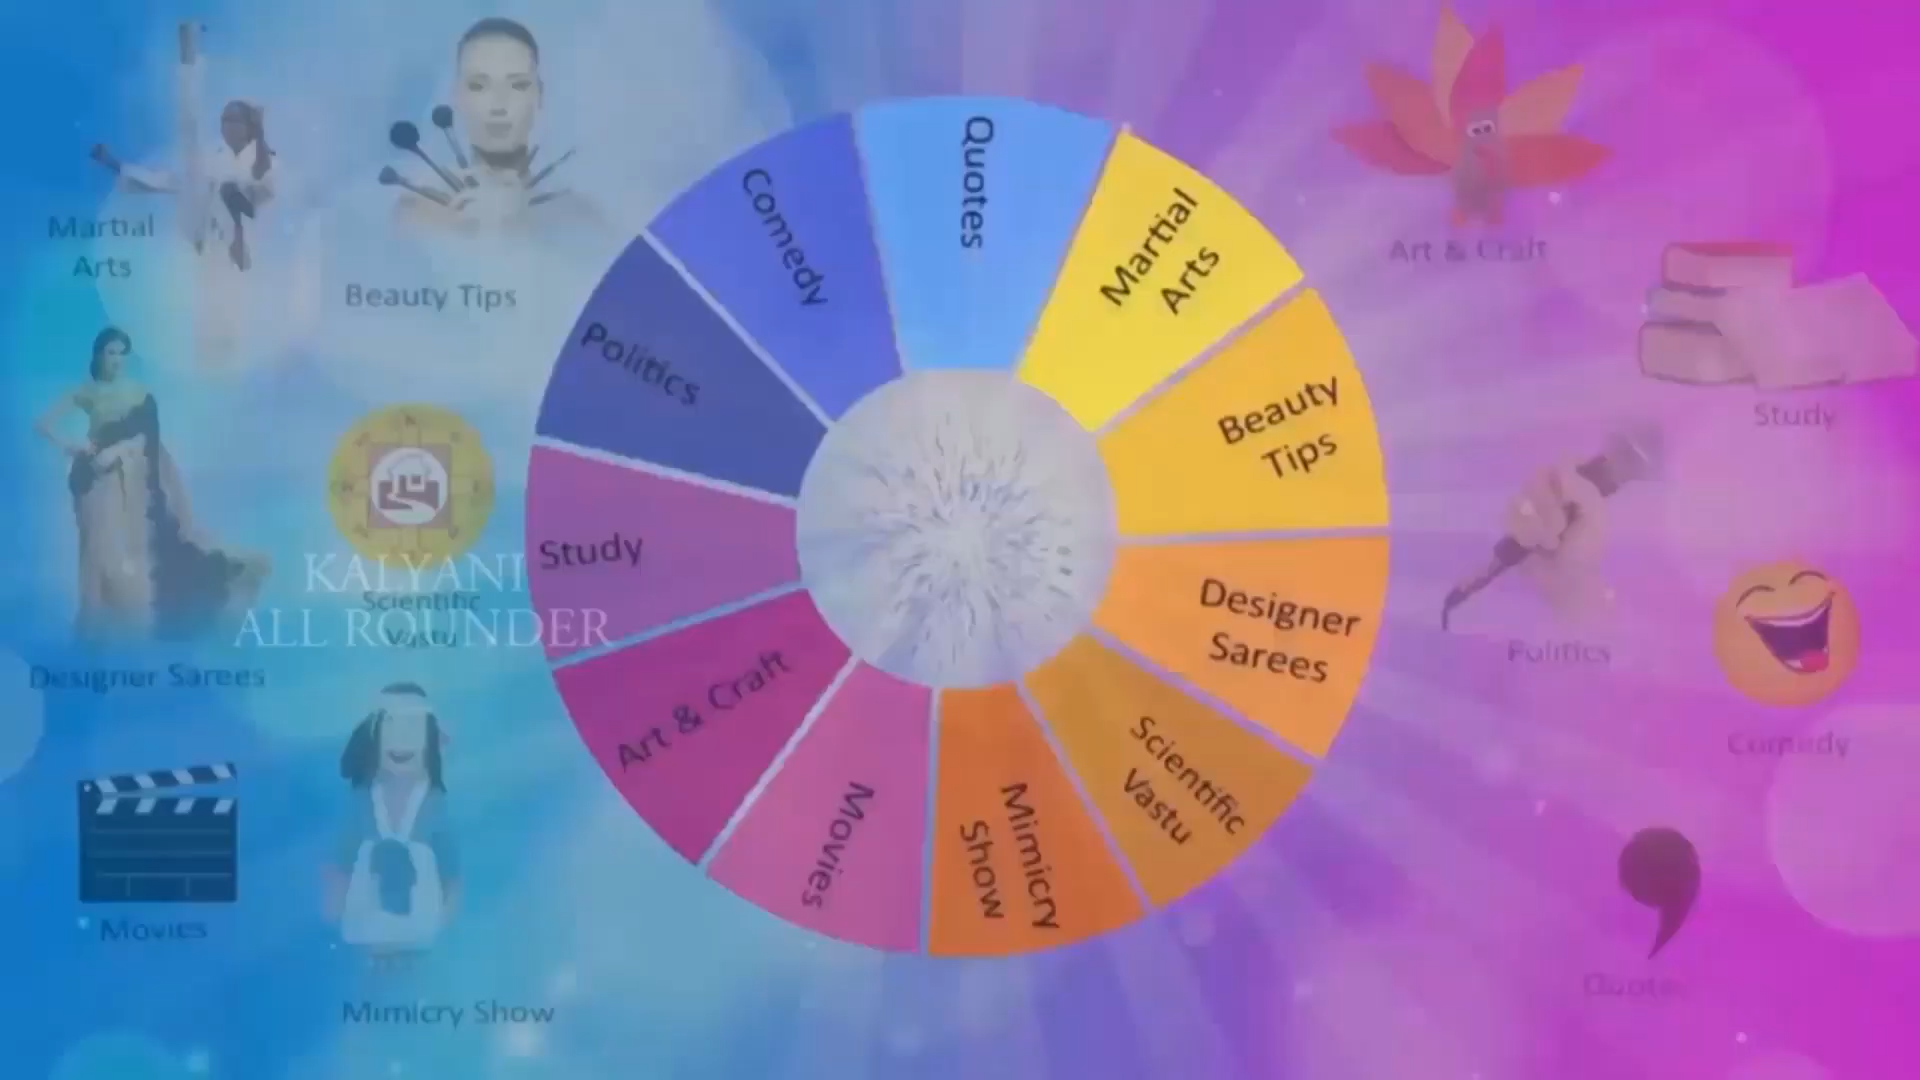 Martial
Arts
Beauty Tips
Designer Sarees
KALYANI
ALL ROUNDER
Scientific
Vastu
Movies
Mimicry Show
Quotes
Martial
Arts
Beauty
Tips
Designer
Sarees
Scientific
Vastu
Mimicry
Show
Movies
Art & Craft
Study
Politics
Comedy
Art & Craft
Study
Politics
Comedy